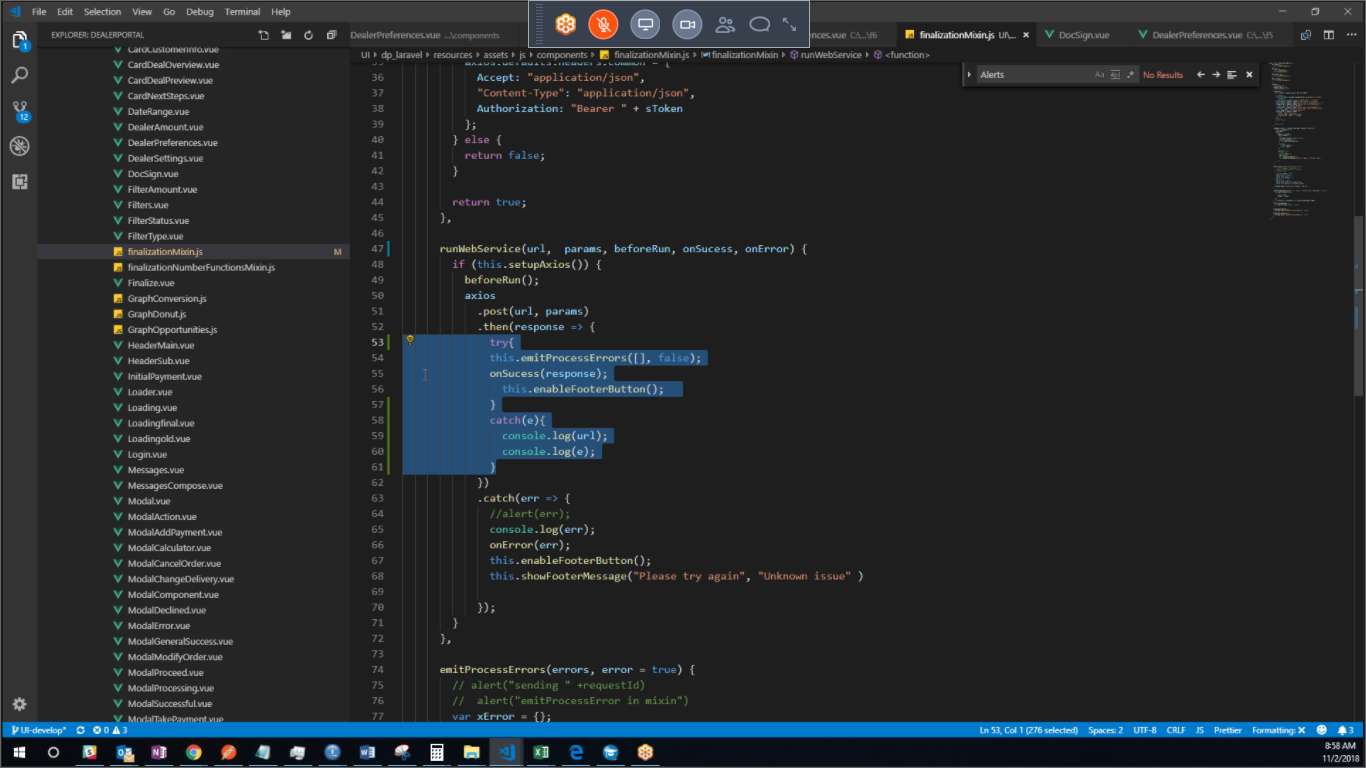 File Edit Selection View Go Debug Terminal Help
EXPLORER: DEALERPORTAL
DealerPreferences.vue ...\components
ences.vue C:\...\f6
finalizationMixin.js UI\...
DocSign.vue
DealerPreferences.vue C:\...\f5
UI › dp_laravel › resources › assets › js › components › finalizationMixin.js › finalizationMixin › runWebService › <function>
Alerts
No Results
1
12
CardCustomerInfo.vue
CardDealOverview.vue
CardDealPreview.vue
CardNextSteps.vue
DateRange.vue
DealerAmount.vue
DealerPreferences.vue
DealerSettings.vue
DocSign.vue
FilterAmount.vue
Filters.vue
FilterStatus.vue
FilterType.vue
finalizationMixin.js M
finalizationNumberFunctionsMixin.js
Finalize.vue
GraphConversion.js
GraphDonut.js
GraphOpportunities.js
HeaderMain.vue
HeaderSub.vue
InitialPayment.vue
Loader.vue
Loading.vue
Loadingfinal.vue
Loadingold.vue
Login.vue
Messages.vue
MessagesCompose.vue
Modal.vue
ModalAction.vue
ModalAddPayment.vue
ModalCalculator.vue
ModalCancelOrder.vue
ModalChangeDelivery.vue
ModalComponent.vue
ModalDeclined.vue
ModalError.vue
ModalGeneralSuccess.vue
ModalModifyOrder.vue
ModalProceed.vue
ModalProcessing.vue
ModalSuccessful.vue
ModalTakePayment.vue
axios.defaults.headers.common = {
36 Accept: "application/json",
37 "Content-Type": "application/json",
38 Authorization: "Bearer " + sToken
39 };
40 } else {
41 return false;
42 }
43
44 return true;
45 },
46
47 runWebService(url,  params, beforeRun, onSucess, onError) {
48 if (this.setupAxios()) {
49 beforeRun();
50 axios
51 .post(url, params)
52 .then(response => {
53 try{
54 this.emitProcessErrors([], false);
55 onSucess(response);
56 this.enableFooterButton();
57 }
58 catch(e){
59 console.log(url);
60 console.log(e);
61 }
62 })
63 .catch(err => {
64 //alert(err);
65 console.log(err);
66 onError(err);
67 this.enableFooterButton();
68 this.showFooterMessage("Please try again", "Unknown issue" )
69
70 });
71 }
72 },
73
74 emitProcessErrors(errors, error = true) {
75 // alert("sending " +requestId)
76 //  alert("emitProcessError in mixin")
77 var xError = {};
UI-develop* 0 3
Ln 53, Col 1 (276 selected) Spaces: 2 UTF-8 CRLF JS Prettier Formatting: X 3
8:58 AM
11/2/2018